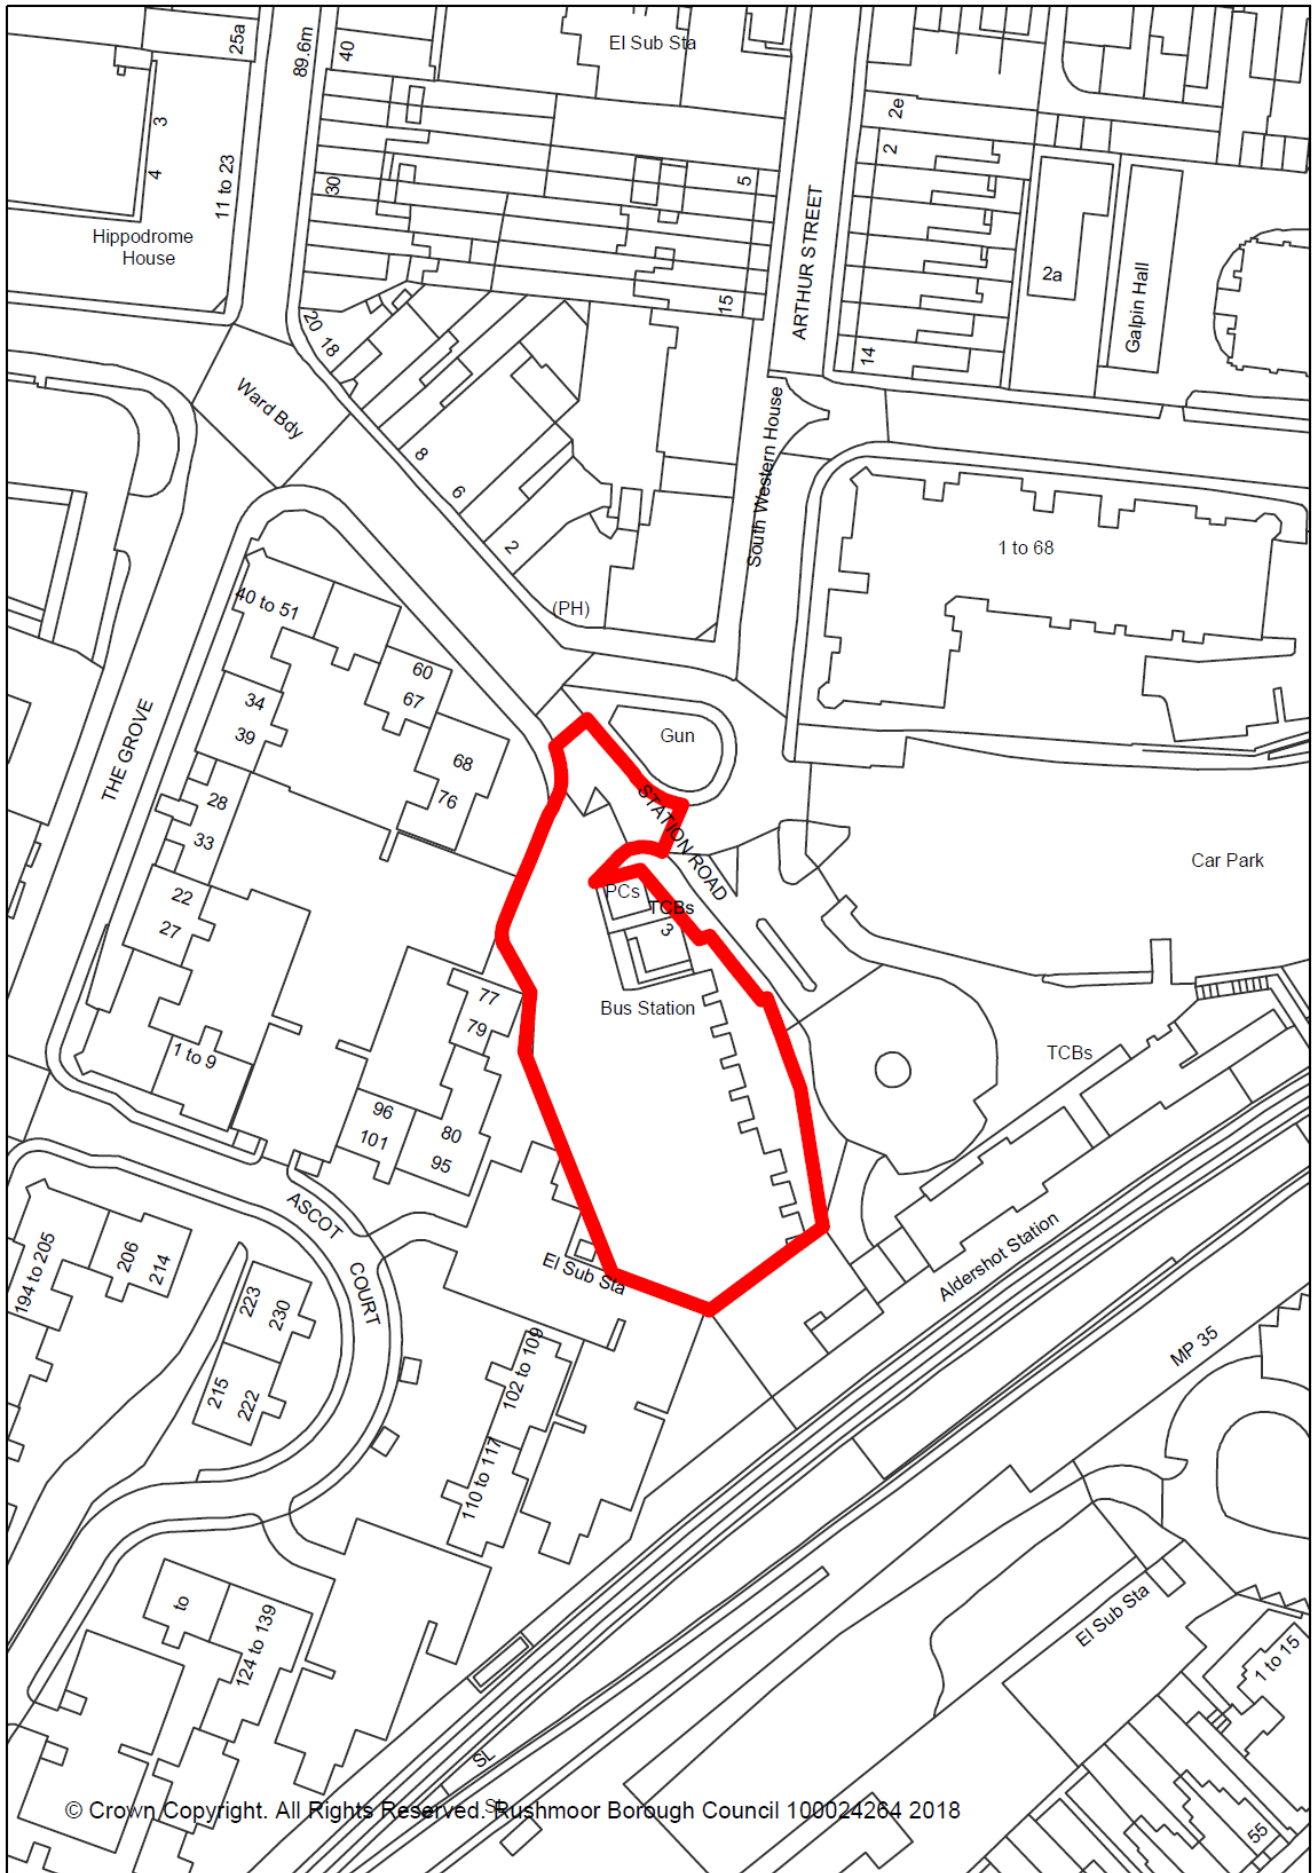 25a
89.6m
40
El Sub Sta
3
4
11 to 23
30
5
2e
2
Hippodrome
House
ARTHUR STREET
2a
Galpin Hall
15
14
20
18
Ward Bdy
8
6
2
South Western House
1 to 68
(PH)
40 to 51
60
67
34
39
THE GROVE
68
76
Gun
28
33
STATION ROAD
Car Park
22
27
PCs
TCBs
3
77
79
Bus Station
1 to 9
TCBs
96
101
80
95
ASCOT
COURT
194 to 205
206
214
El Sub Sta
Aldershot Station
223
230
MP 35
215
222
102 to 109
110 to 117
to
124 to 139
El Sub Sta
1 to 15
SL
SL
© Crown Copyright. All Rights Reserved. Rushmoor Borough Council 100024264 2018
55